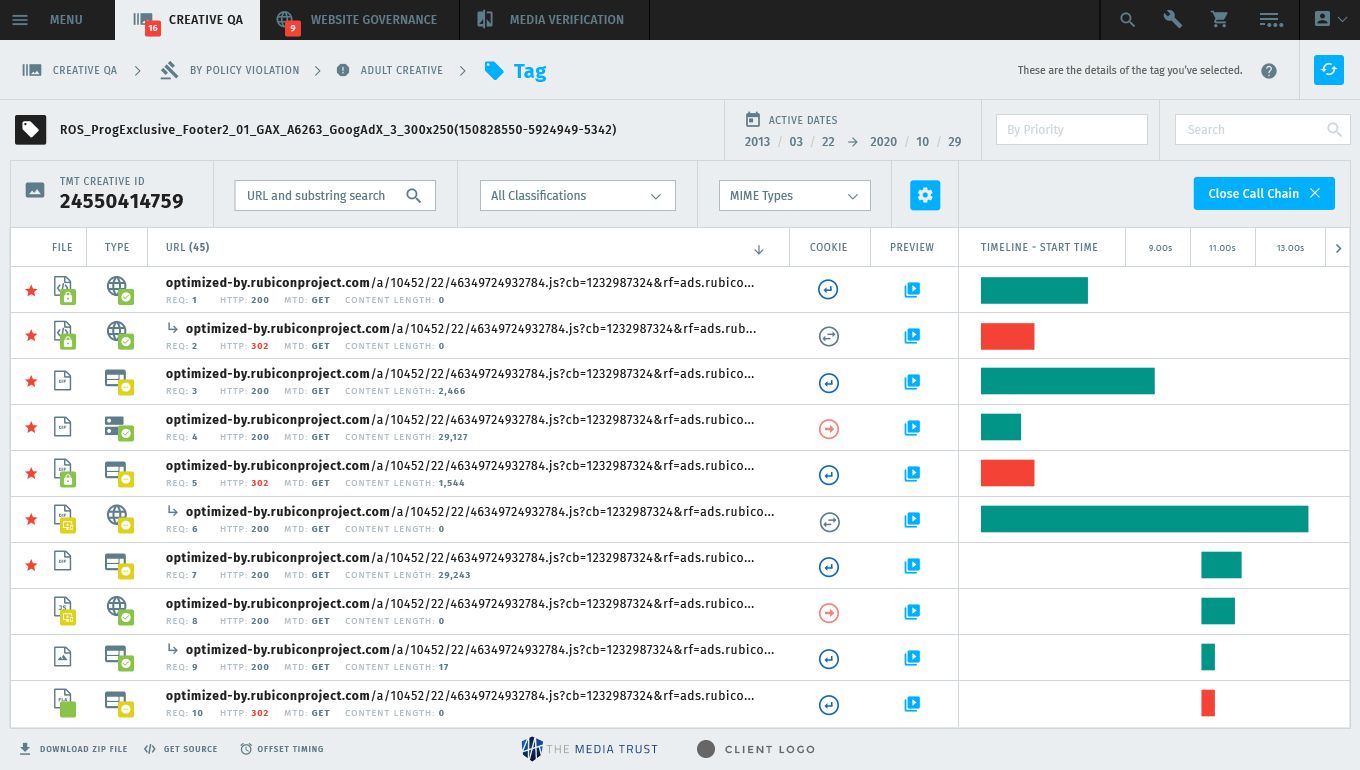 MENU
16
CREATIVE QA
9
WEBSITE GOVERNANCE
MEDIA VERIFICATION
CREATIVE QA
BY POLICY VIOLATION
ADULT CREATIVE
Tag
These are the details of the tag you've selected.
ROS_ProgExclusive_Footer2_01_GAX_A6263_GoogAdX_3_300x250(150828550-5924949-5342)
ACTIVE DATES
2013 / 03 / 22 → 2020 / 10 / 29
By Priority
Search
TMT CREATIVE ID
24550414759
URL and substring search
All Classifications
MIME Types
Close Call Chain
FILE TYPE URL (45) COOKIE PREVIEW TIMELINE - START TIME 9.00s 11.00s 13.00s
optimized-by.rubiconproject.com/a/10452/22/46349724932784.js?cb=1232987324&rf=ads.rubico...
REQ: 1 HTTP: 200 MTD: GET CONTENT LENGTH: 0
optimized-by.rubiconproject.com/a/10452/22/46349724932784.js?cb=1232987324&rf=ads.rub...
REQ: 2 HTTP: 302 MTD: GET CONTENT LENGTH: 0
GIF
optimized-by.rubiconproject.com/a/10452/22/46349724932784.js?cb=1232987324&rf=ads.rubico...
REQ: 3 HTTP: 200 MTD: GET CONTENT LENGTH: 2,466
GIF
optimized-by.rubiconproject.com/a/10452/22/46349724932784.js?cb=1232987324&rf=ads.rubico...
REQ: 4 HTTP: 200 MTD: GET CONTENT LENGTH: 29,127
GIF
optimized-by.rubiconproject.com/a/10452/22/46349724932784.js?cb=1232987324&rf=ads.rubico...
REQ: 5 HTTP: 302 MTD: GET CONTENT LENGTH: 1,544
GIF
optimized-by.rubiconproject.com/a/10452/22/46349724932784.js?cb=1232987324&rf=ads.rubico...
REQ: 6 HTTP: 200 MTD: GET CONTENT LENGTH: 0
GIF
optimized-by.rubiconproject.com/a/10452/22/46349724932784.js?cb=1232987324&rf=ads.rubico...
REQ: 7 HTTP: 200 MTD: GET CONTENT LENGTH: 29,243
JS
optimized-by.rubiconproject.com/a/10452/22/46349724932784.js?cb=1232987324&rf=ads.rubico...
REQ: 8 HTTP: 200 MTD: GET CONTENT LENGTH: 0
optimized-by.rubiconproject.com/a/10452/22/46349724932784.js?cb=1232987324&rf=ads.rubico...
REQ: 9 HTTP: 200 MTD: GET CONTENT LENGTH: 17
optimized-by.rubiconproject.com/a/10452/22/46349724932784.js?cb=1232987324&rf=ads.rubico...
REQ: 10 HTTP: 302 MTD: GET CONTENT LENGTH: 0
DOWNLOAD ZIP FILE
GET SOURCE
OFFSET TIMING
THE MEDIA TRUST
CLIENT LOGO